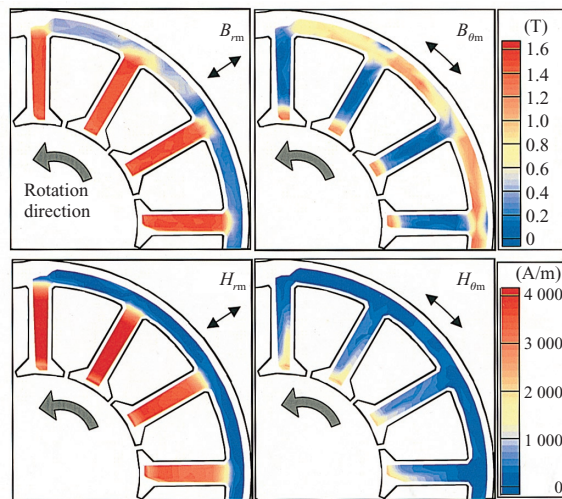 B_rm
B_θm
(T)
1.6
1.4
1.2
1.0
0.8
0.6
0.4
0.2
0
Rotation
direction
H_rm
H_θm
(A/m)
4 000
3 000
2 000
1 000
0